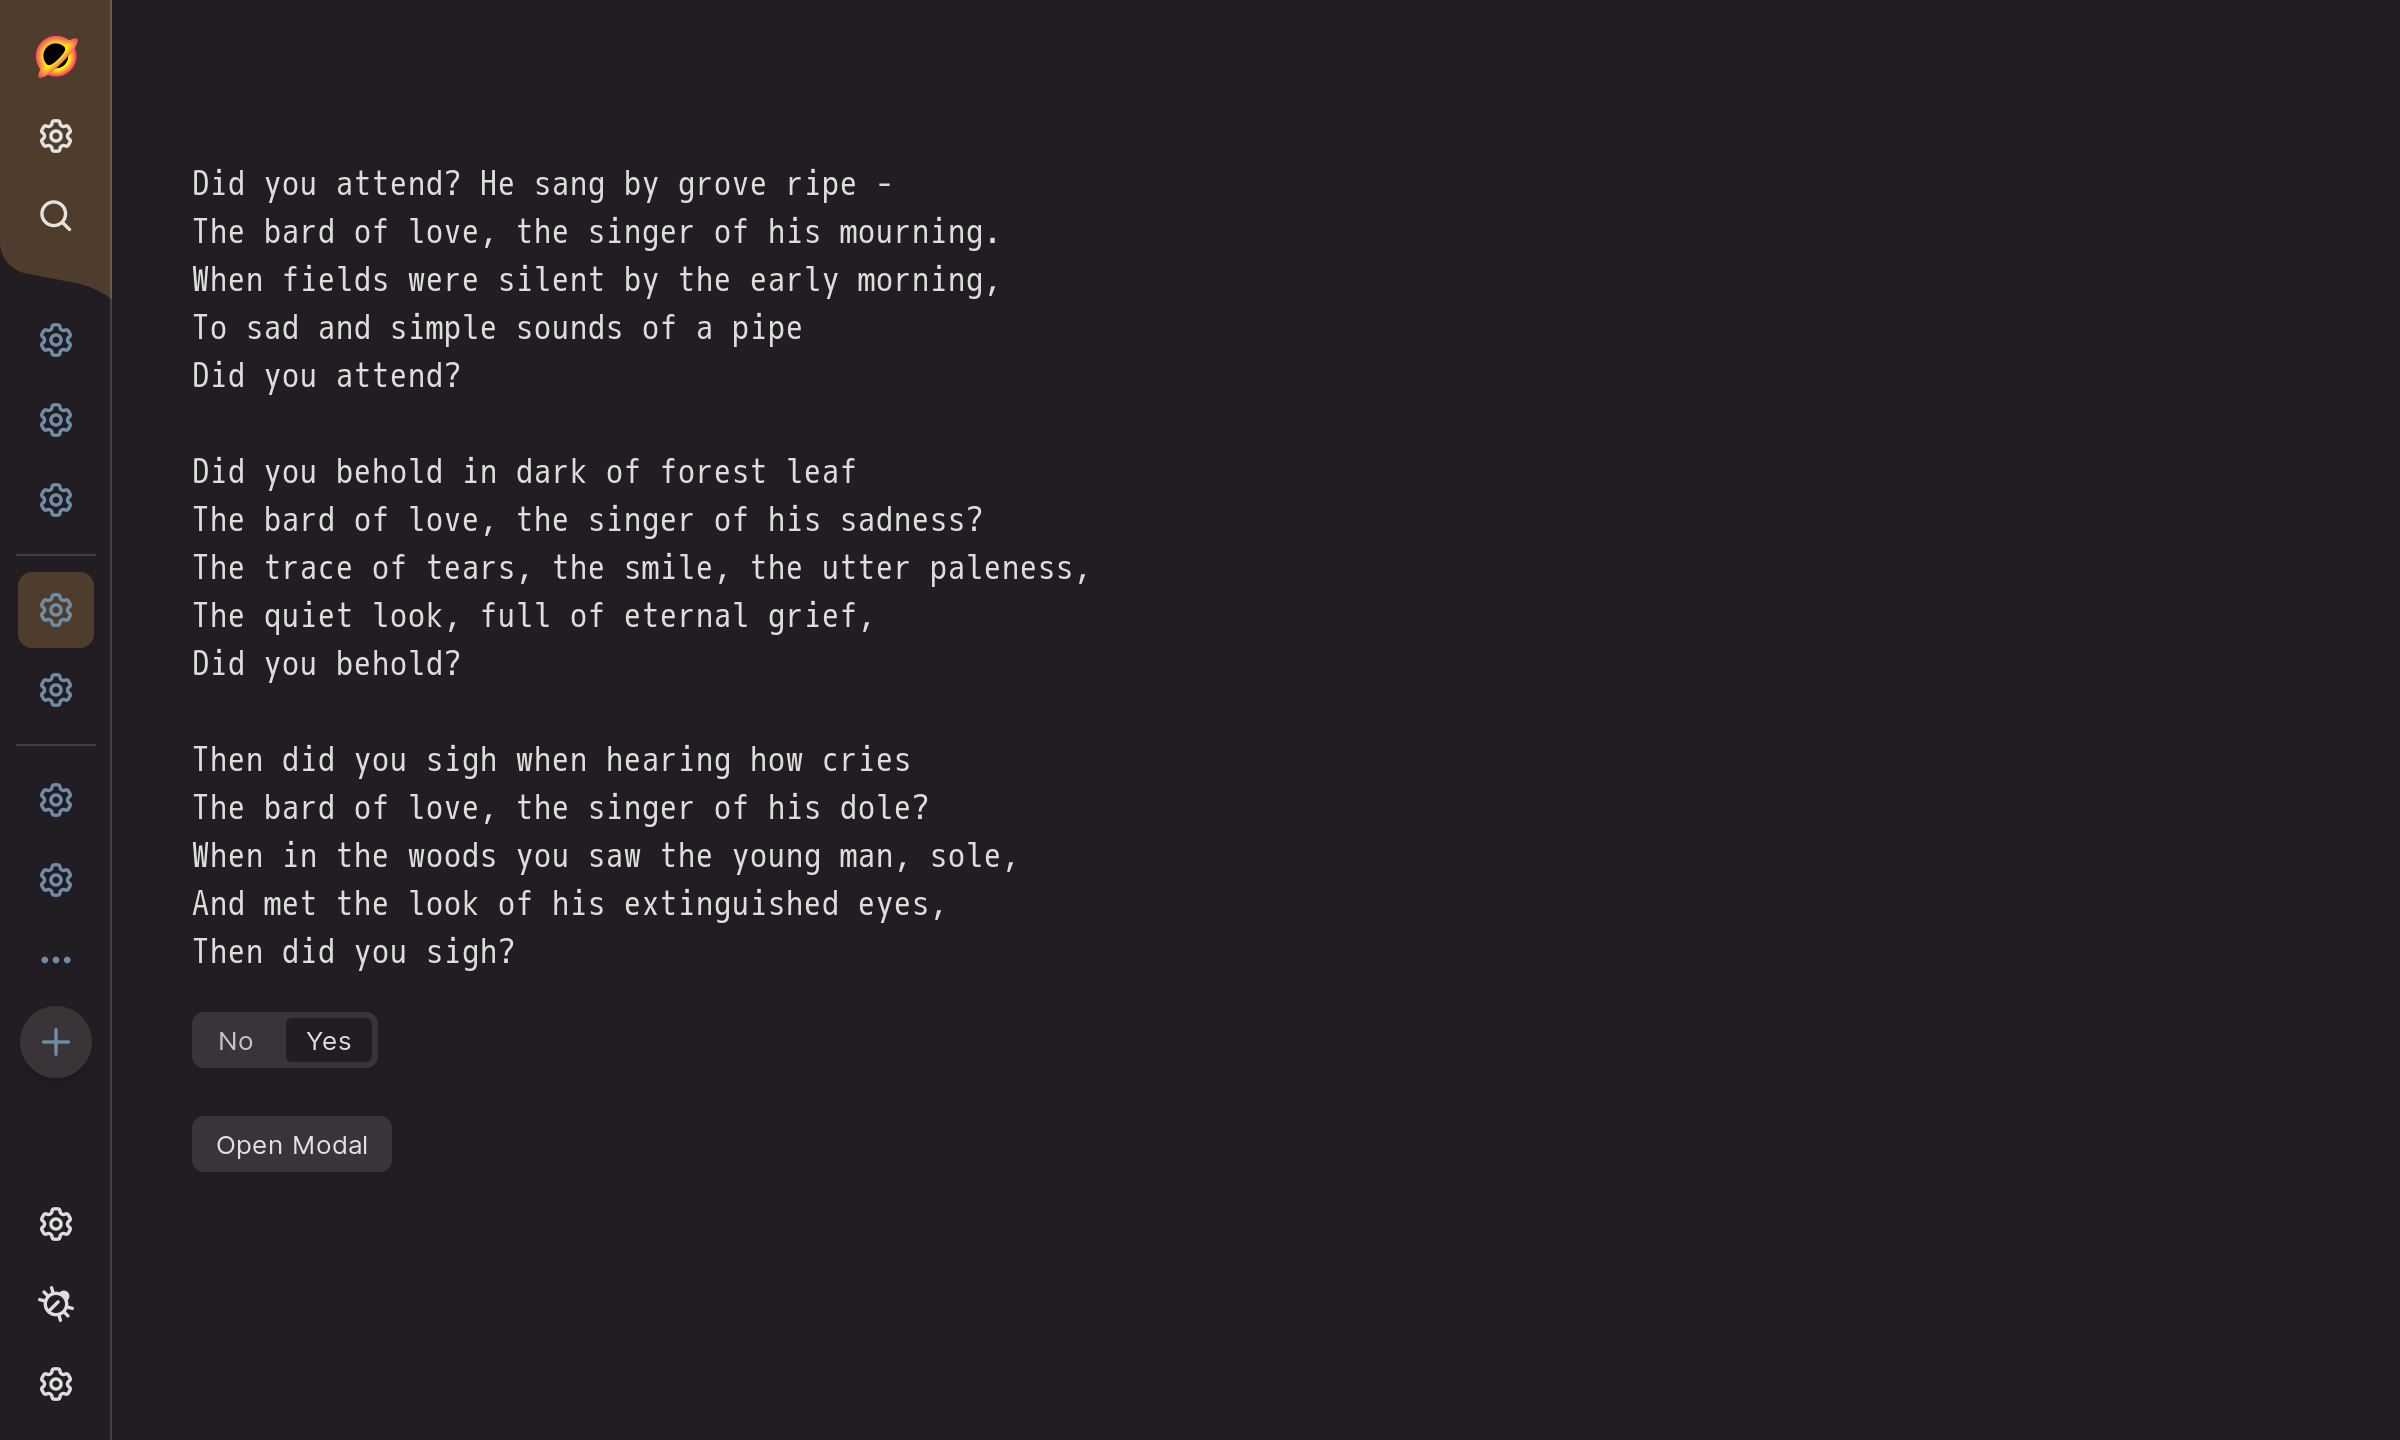 Did you attend? He sang by grove ripe -
The bard of love, the singer of his mourning.
When fields were silent by the early morning,
To sad and simple sounds of a pipe
Did you attend?
Did you behold in dark of forest leaf
The bard of love, the singer of his sadness?
The trace of tears, the smile, the utter paleness,
The quiet look, full of eternal grief,
Did you behold?
Then did you sigh when hearing how cries
The bard of love, the singer of his dole?
When in the woods you saw the young man, sole,
And met the look of his extinguished eyes,
Then did you sigh?
No Yes
Open Modal